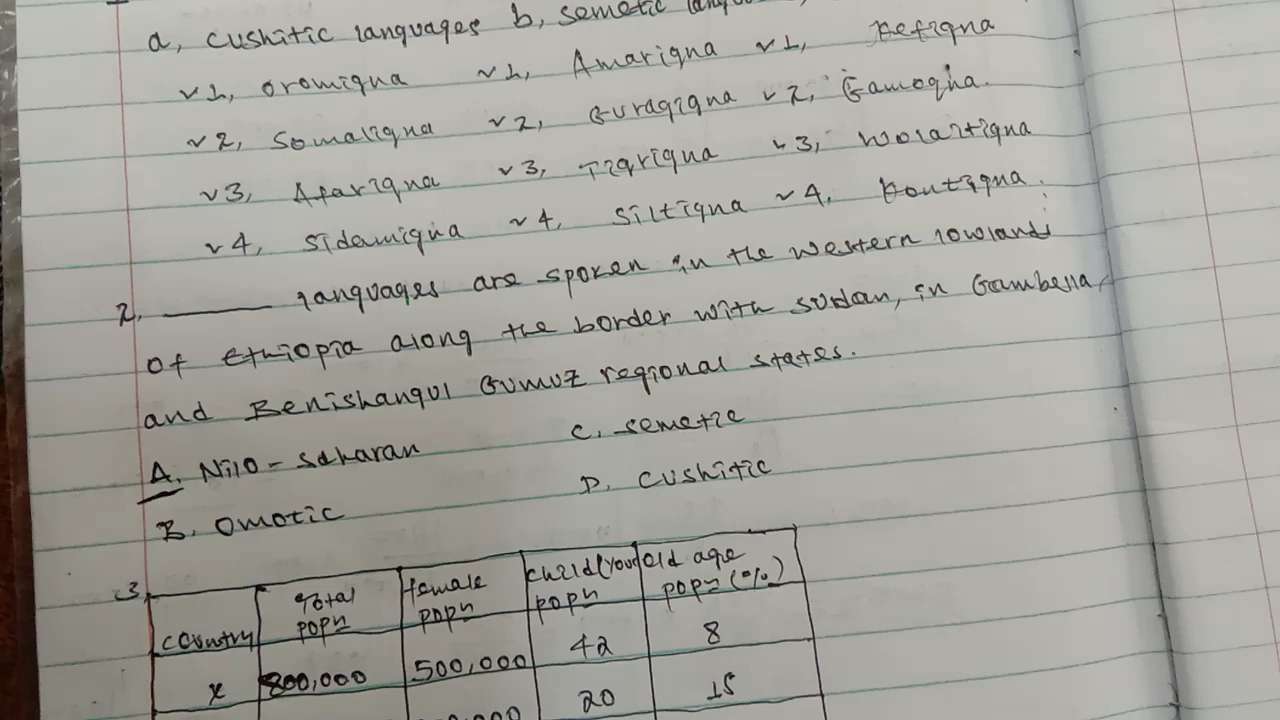 a, cushitic languages b, semetic
v1, oromiqna v1, Amariqna v1, Kefiqna
v2, Somaliqna v2, Guragiqna v2, Gamoqna.
v3, Afariqna v3, Tigriqna v3, Wolaitiqna
v4, Sidamiqna v4, Siltiqna v4,
2, ______ languages are spoken in the western lowlands
of Ethiopia along the border with sudan, in Gambella,
and Benishangul Gumuz regional states.
A. Nilo-Saharan C. semetic
B. Omotic D. Cushitic
3, Country Total popn female popn child(young popn old age popn (%)
X 800,000 500,000 42 8
20 15